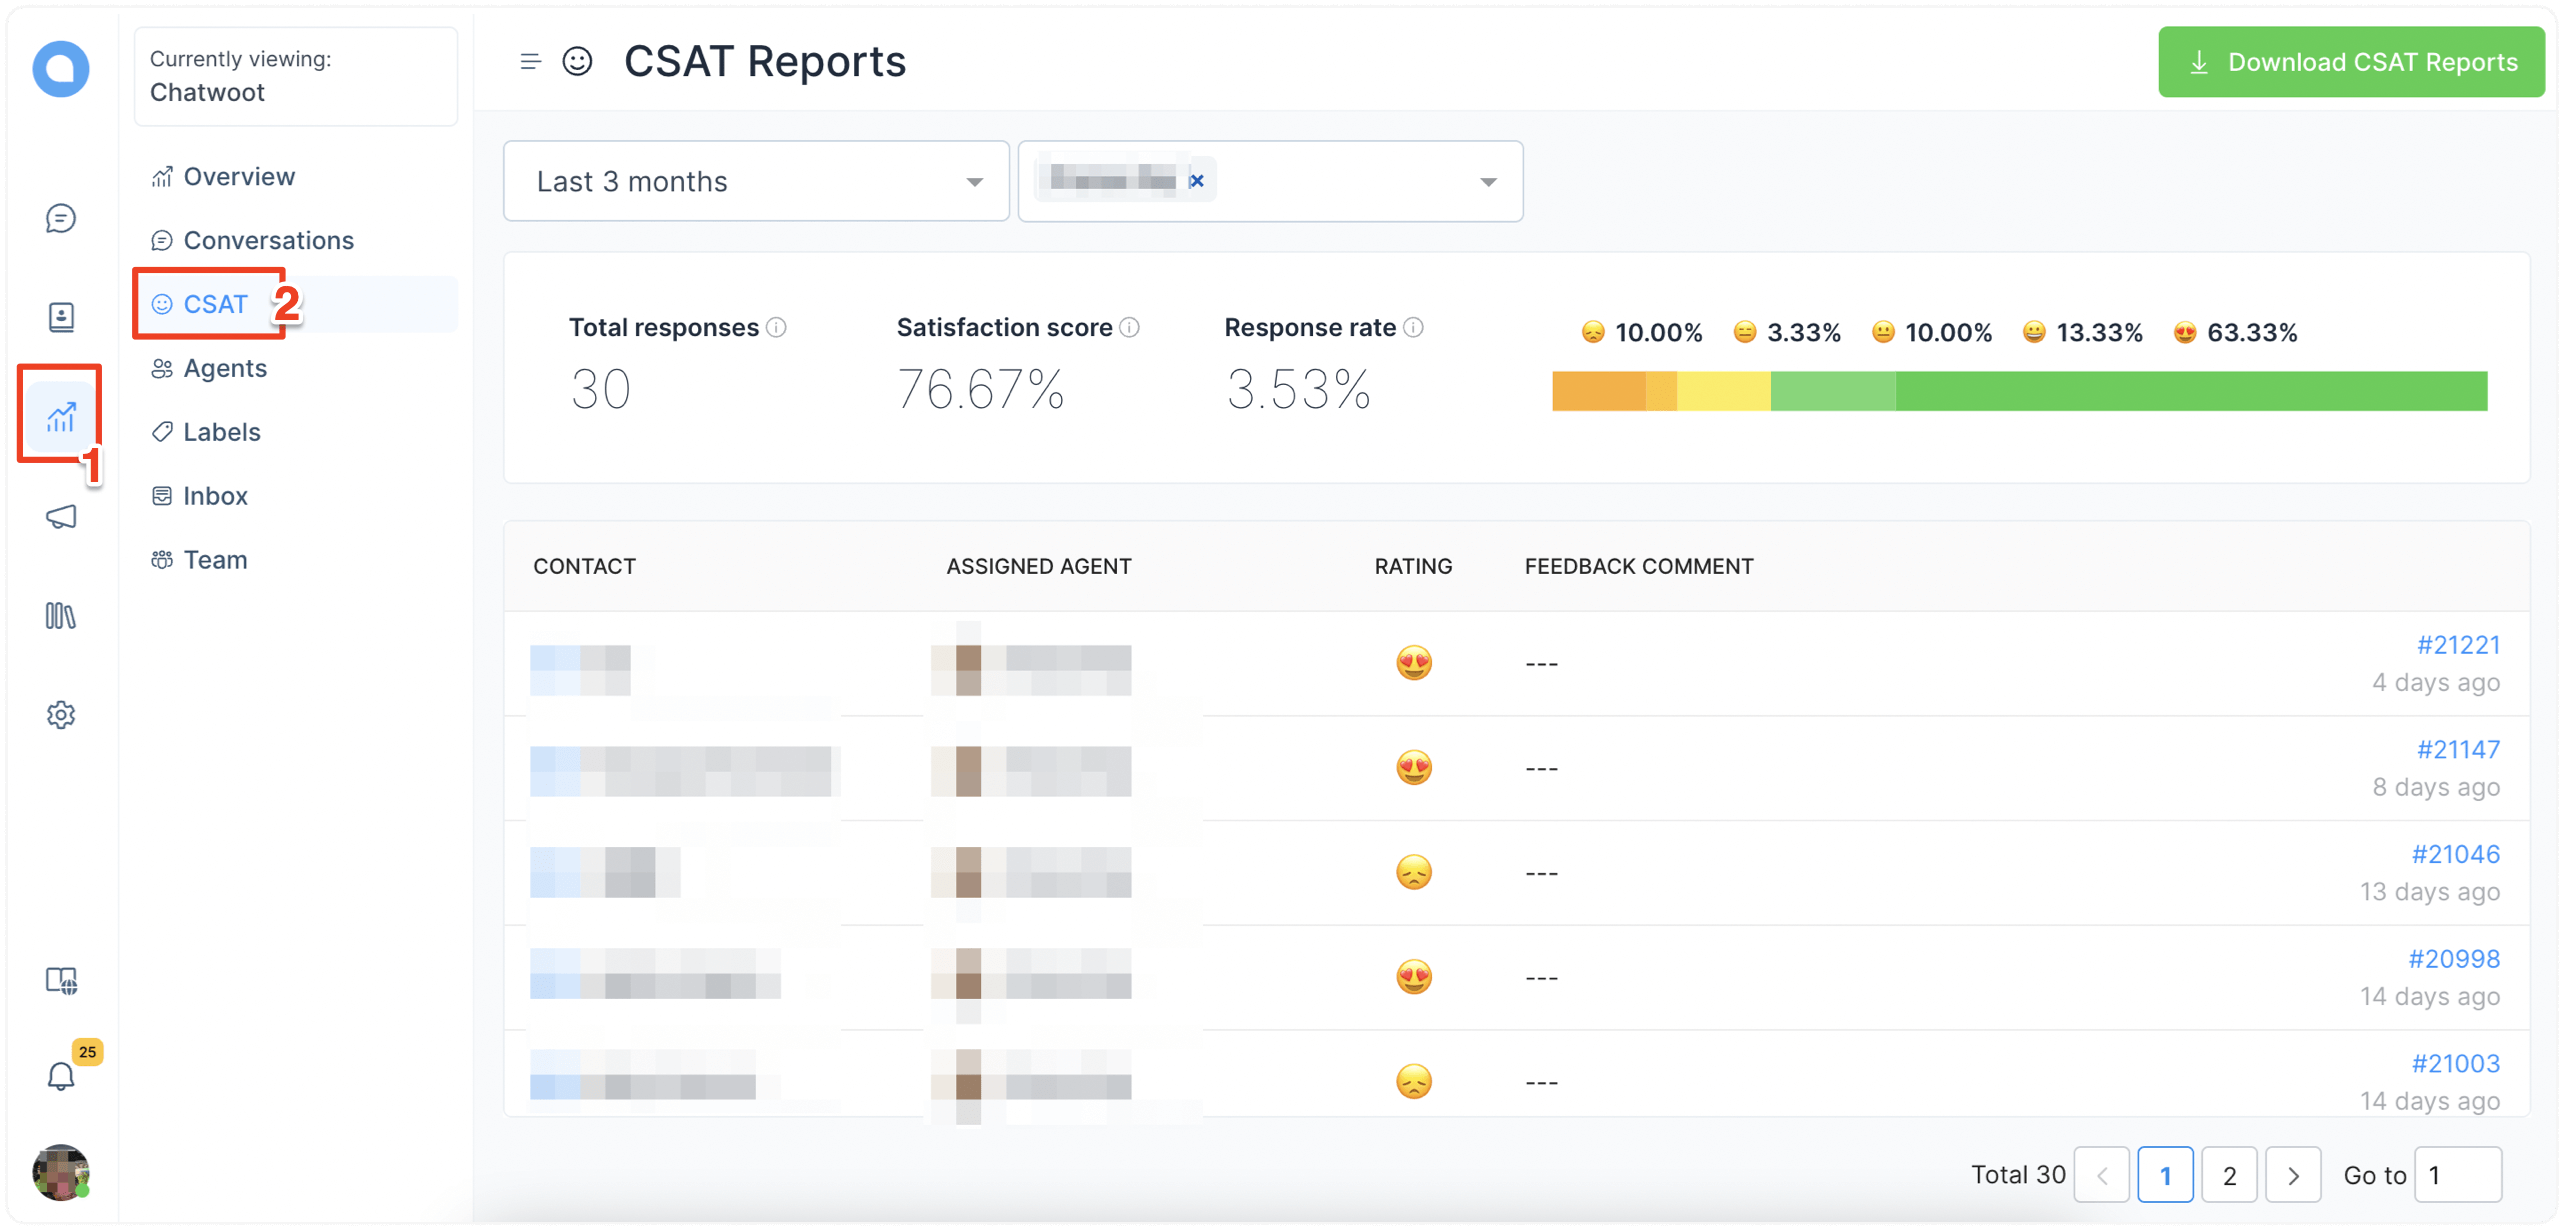 Currently viewing:
Chatwoot
Overview
Conversations
CSAT
2
Agents
Labels
Inbox
Team
1
25
CSAT Reports
Download CSAT Reports
Last 3 months
Total responses
30
Satisfaction score
76.67%
Response rate
3.53%
😞 10.00% 😑 3.33% 😐 10.00% 😀 13.33% 😍 63.33%
CONTACT ASSIGNED AGENT RATING FEEDBACK COMMENT
😍 --- #21221
4 days ago
😍 --- #21147
8 days ago
😞 --- #21046
13 days ago
😍 --- #20998
14 days ago
😞 --- #21003
14 days ago
Total 30 < 1 2 > Go to 1